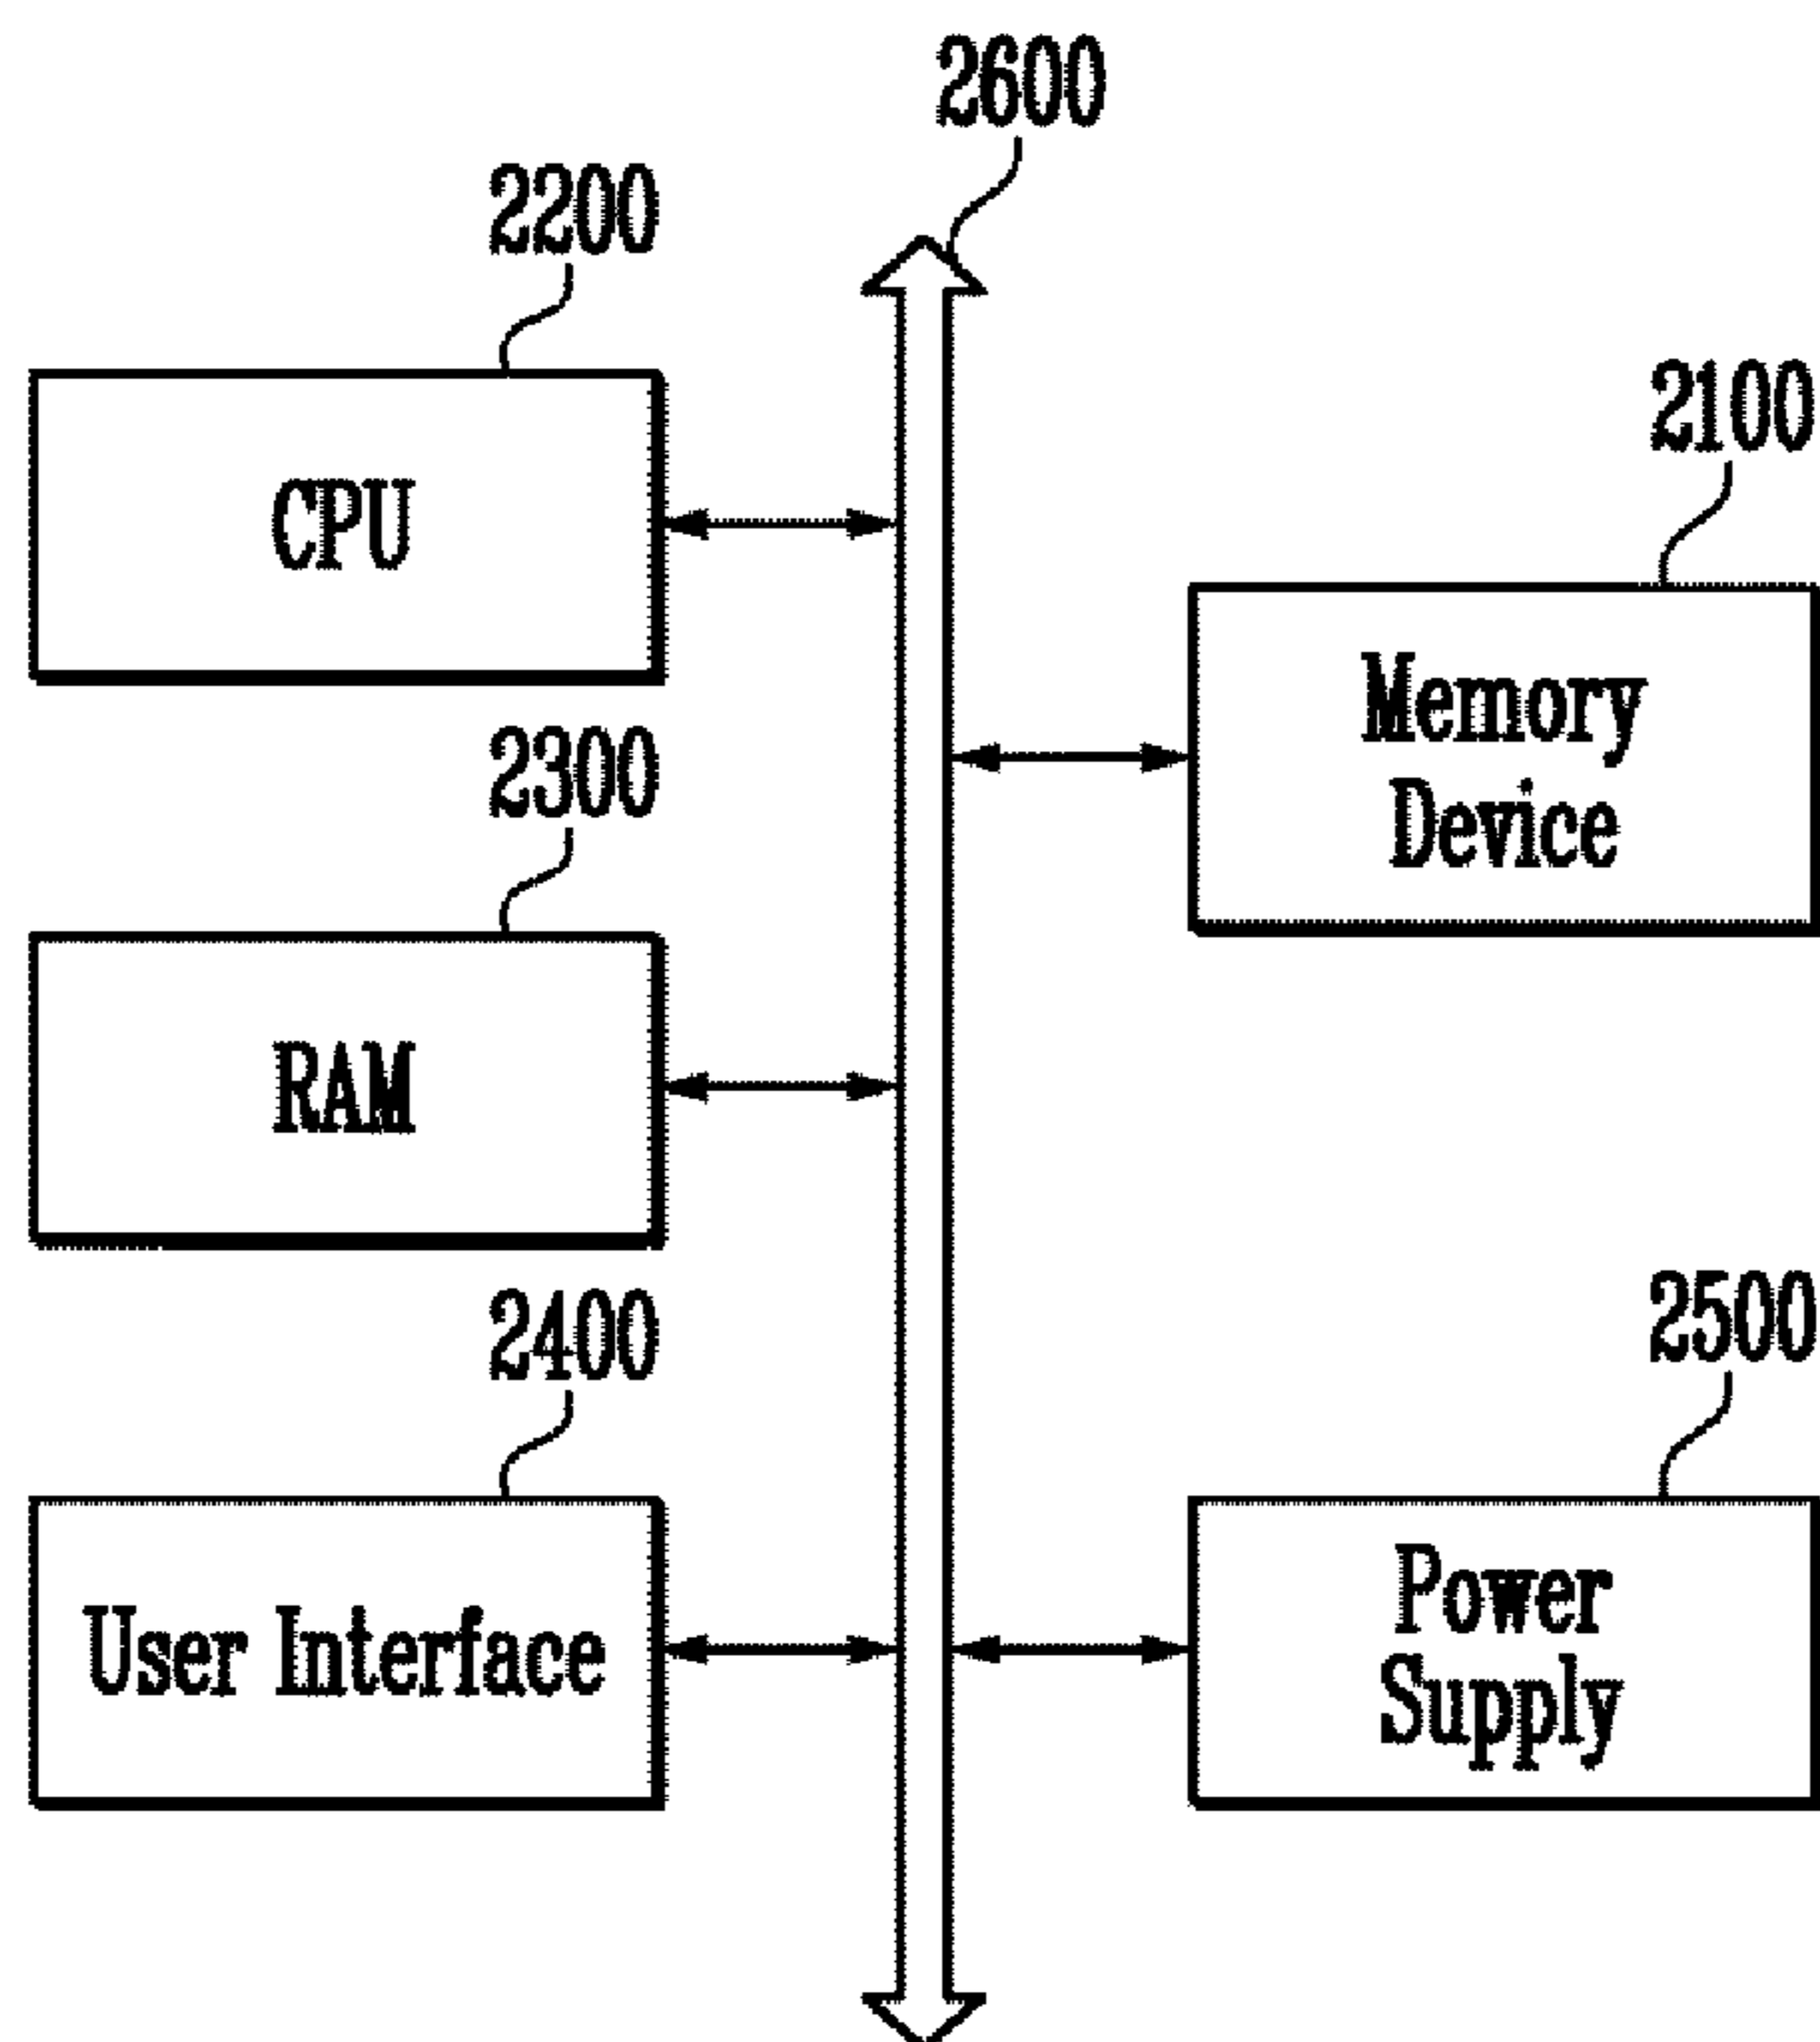 2600
2200
CPU
2100
Memory
Device
2300
RAM
2400
User Interface
2500
Power
Supply